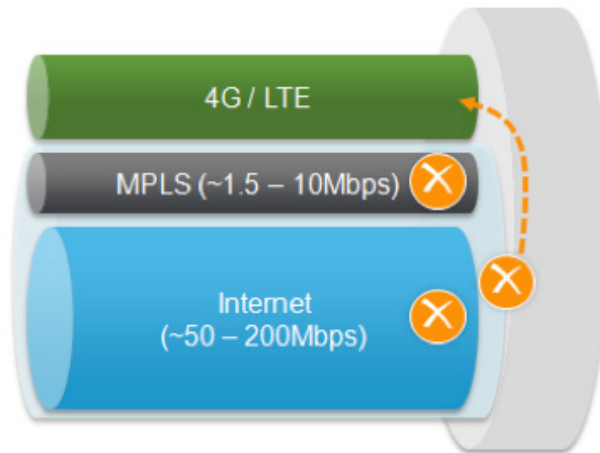 4G / LTE
MPLS (~1.5 – 10Mbps)
Internet
(~50 – 200Mbps)